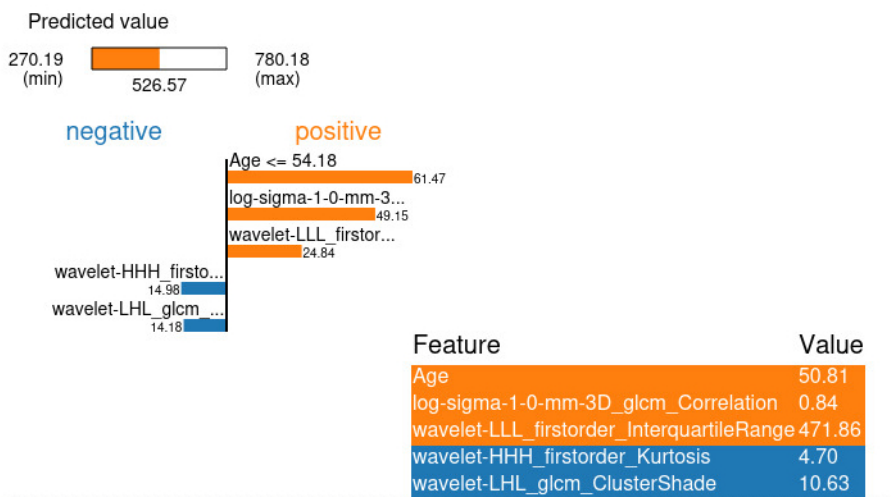 Predicted value
270.19
(min)
526.57
780.18
(max)
negative
positive
Age <= 54.18
61.47
log-sigma-1-0-mm-3...
49.15
wavelet-LLL_firstor...
24.84
wavelet-HHH_firsto...
14.98
wavelet-LHL_glcm_...
14.18
Feature Value
Age 50.81
log-sigma-1-0-mm-3D_glcm_Correlation 0.84
wavelet-LLL_firstorder_InterquartileRange 471.86
wavelet-HHH_firstorder_Kurtosis 4.70
wavelet-LHL_glcm_ClusterShade 10.63